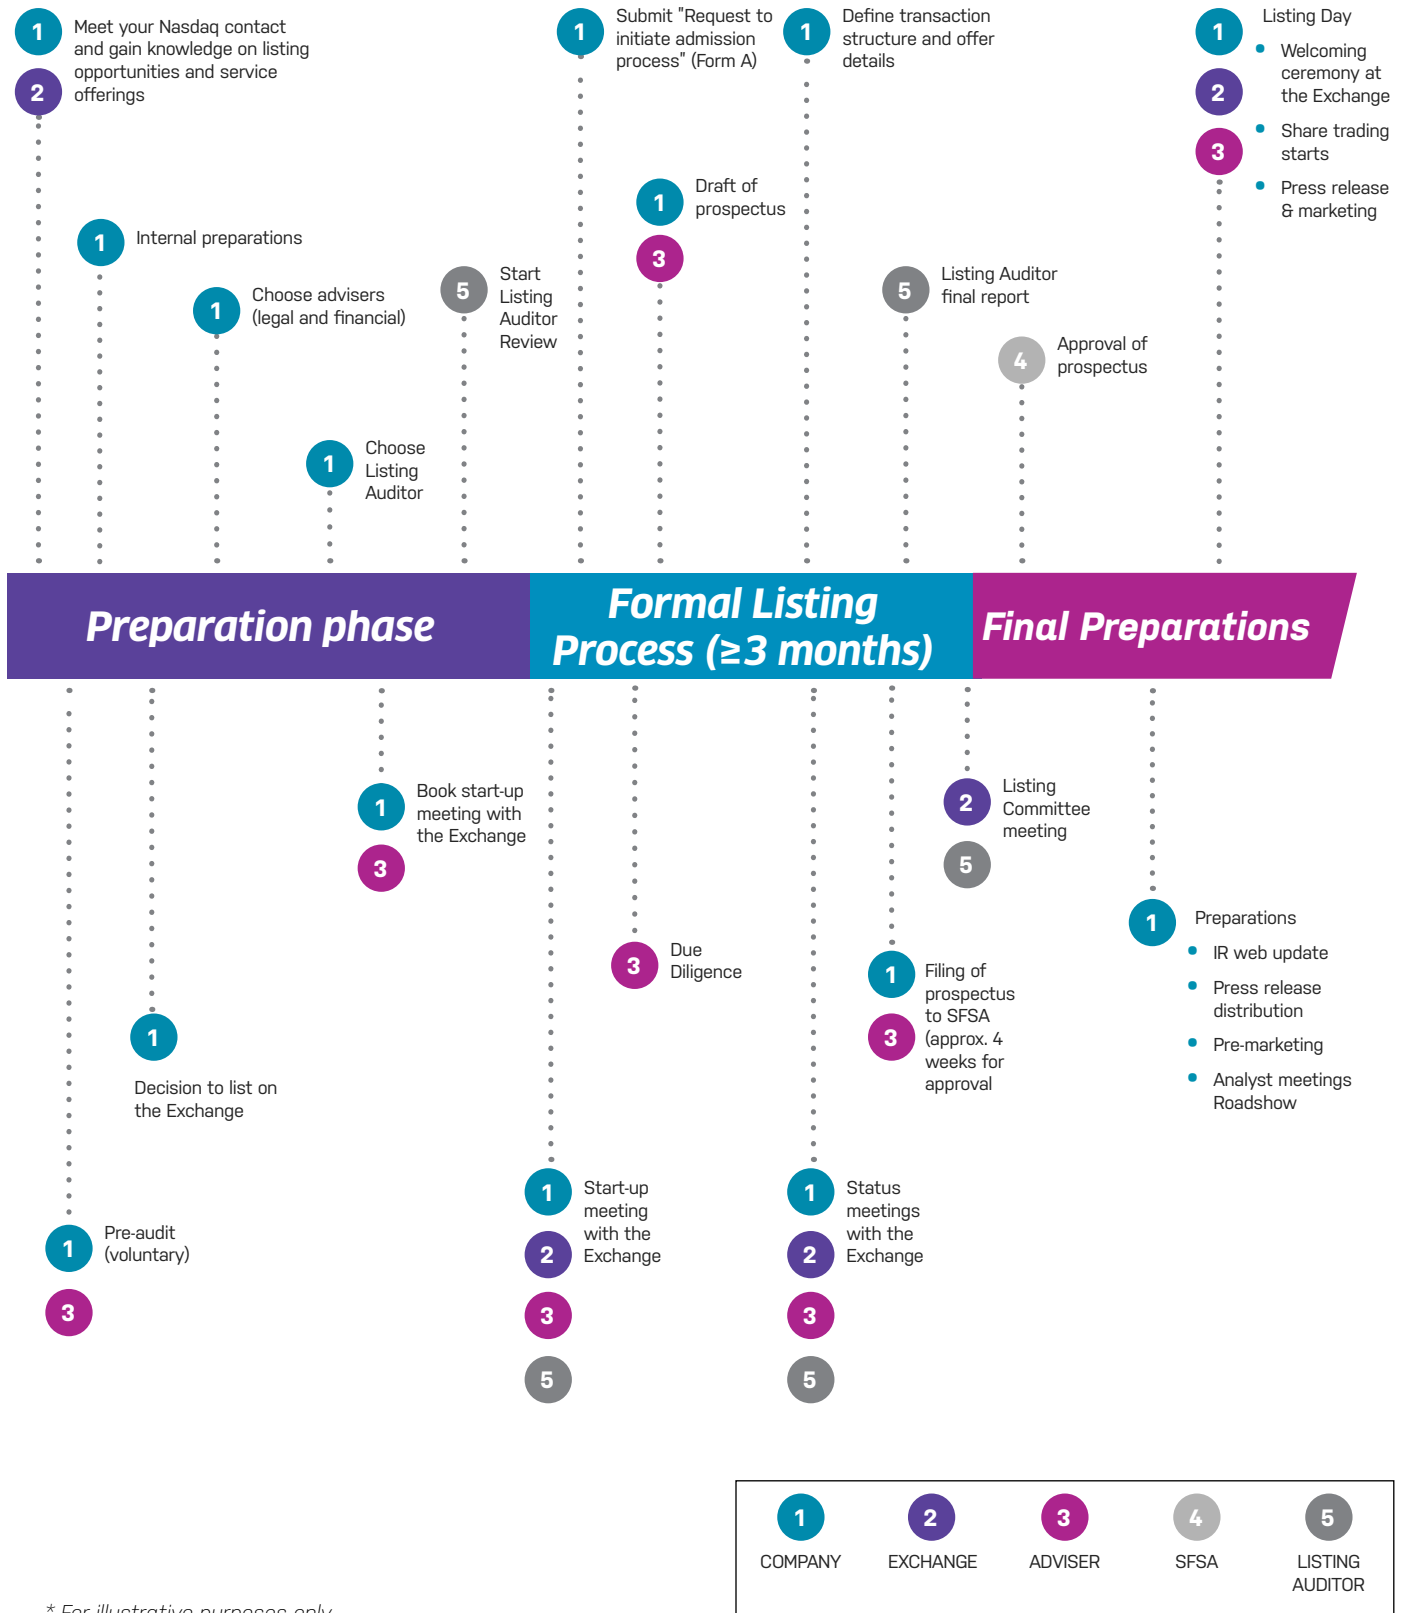 1
2
Meet your Nasdaq contact
and gain knowledge on listing
opportunities and service
offerings
1
Internal preparations
1
Choose advisers
(legal and financial)
1
Choose
Listing
Auditor
5
Start
Listing
Auditor
Review
1
Submit "Request to
initiate admission
process" (Form A)
1
3
Draft of
prospectus
1
Define transaction
structure and offer
details
5
Listing Auditor
final report
4
Approval of
prospectus
1
2
3
Listing Day
• Welcoming
ceremony at
the Exchange
• Share trading
starts
• Press release
& marketing
Preparation phase
Formal Listing
Process (≥3 months)
Final Preparations
1
3
Pre-audit
(voluntary)
1
Decision to list on
the Exchange
1
3
Book start-up
meeting with
the Exchange
1
2
3
5
Start-up
meeting
with the
Exchange
3
Due
Diligence
1
2
3
5
Status
meetings
with the
Exchange
1
3
Filing of
prospectus
to SFSA
(approx. 4
weeks for
approval
2
5
Listing
Committee
meeting
1
Preparations
• IR web update
• Press release
distribution
• Pre-marketing
• Analyst meetings
Roadshow
1
COMPANY
2
EXCHANGE
3
ADVISER
4
SFSA
5
LISTING
AUDITOR
* For illustrative purposes only